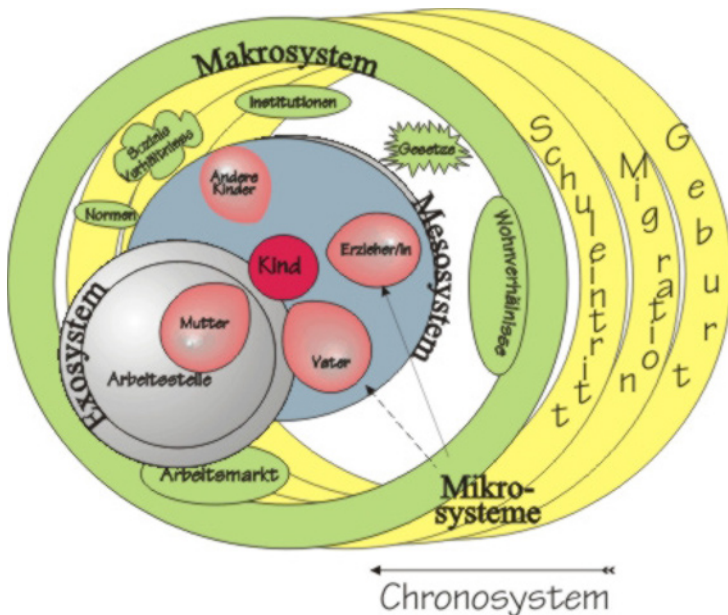 Makrosystem
Institutionen
Soziale
Verhältnisse
Gesetze
Normen
Andere
Kinder
Mesosystem
Erzieher/in
Kind
Wohnverhälnisse
Mutter
Vater
Exosystem
Arbeitsstelle
Arbeitsmarkt
Mikro-
systeme
Schuleintritt
Migration
Geburt
Chronosystem